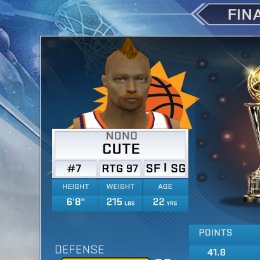 FINA
NONO
CUTE
#7 RTG 97 SF | SG
HEIGHT WEIGHT AGE
6'8" 215 LBS 22 YRS
POINTS
41.8
DEFENSE